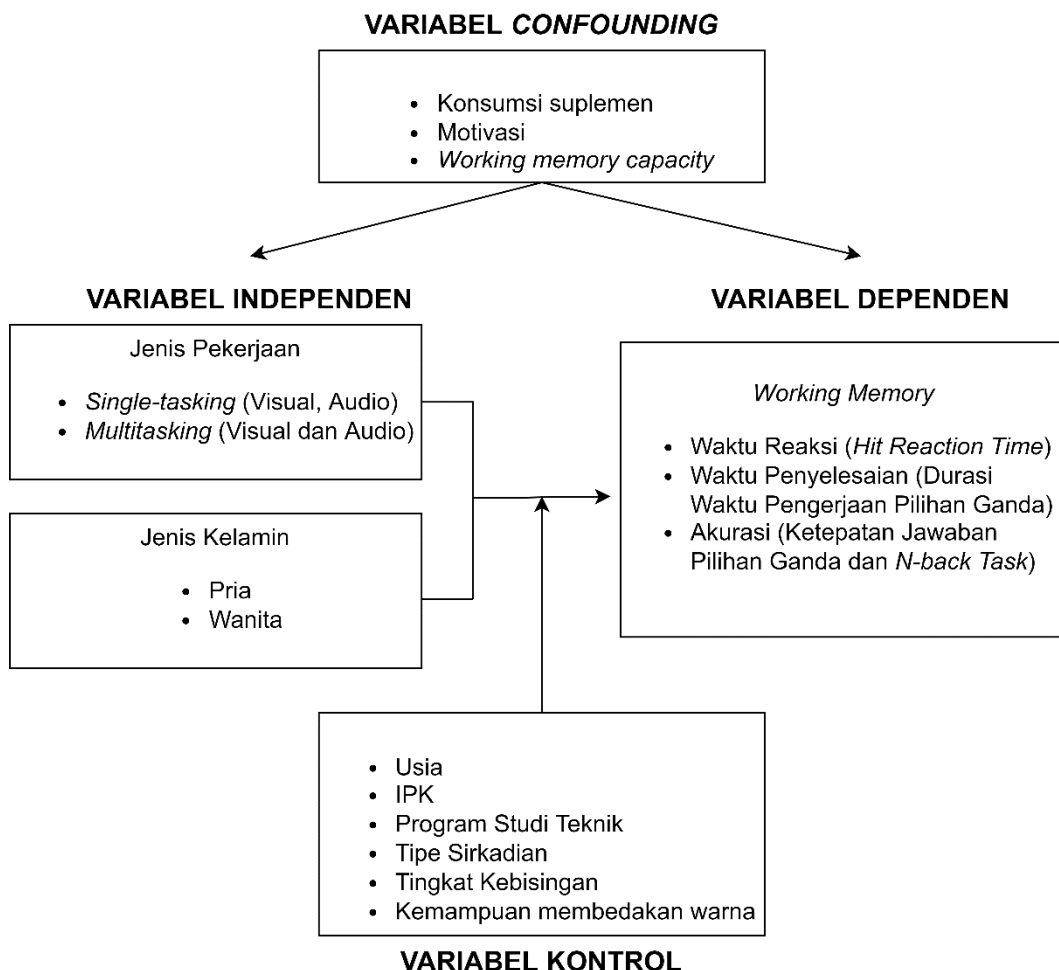 VARIABEL CONFOUNDING
• Konsumsi suplemen
• Motivasi
• Working memory capacity
VARIABEL INDEPENDEN
Jenis Pekerjaan
• Single-tasking (Visual, Audio)
• Multitasking (Visual dan Audio)
Jenis Kelamin
• Pria
• Wanita
VARIABEL DEPENDEN
Working Memory
• Waktu Reaksi (Hit Reaction Time)
• Waktu Penyelesaian (Durasi
Waktu Pengerjaan Pilihan Ganda)
• Akurasi (Ketepatan Jawaban
Pilihan Ganda dan N-back Task)
• Usia
• IPK
• Program Studi Teknik
• Tipe Sirkadian
• Tingkat Kebisingan
• Kemampuan membedakan warna
VARIABEL KONTROL